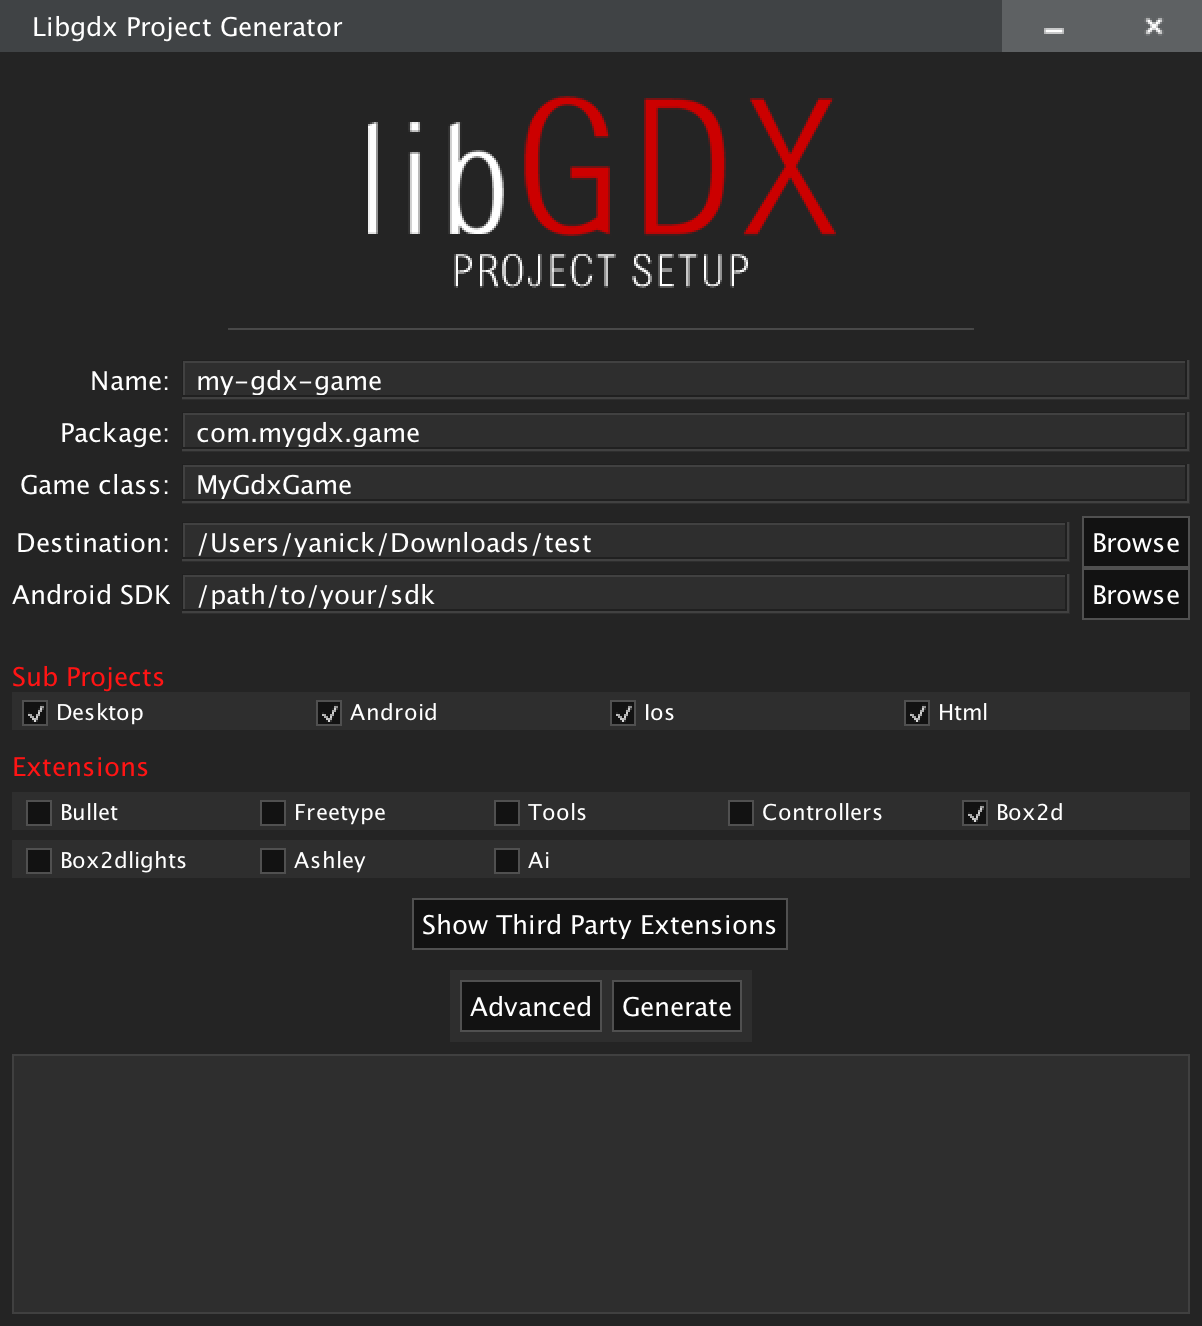 Libgdx Project Generator
libGDX
PROJECT SETUP
Name: my-gdx-game
Package: com.mygdx.game
Game class: MyGdxGame
Destination: /Users/yanick/Downloads/test Browse
Android SDK /path/to/your/sdk Browse
Sub Projects
Desktop Android Ios Html
Extensions
Bullet Freetype Tools Controllers Box2d
Box2dlights Ashley Ai
Show Third Party Extensions
Advanced Generate